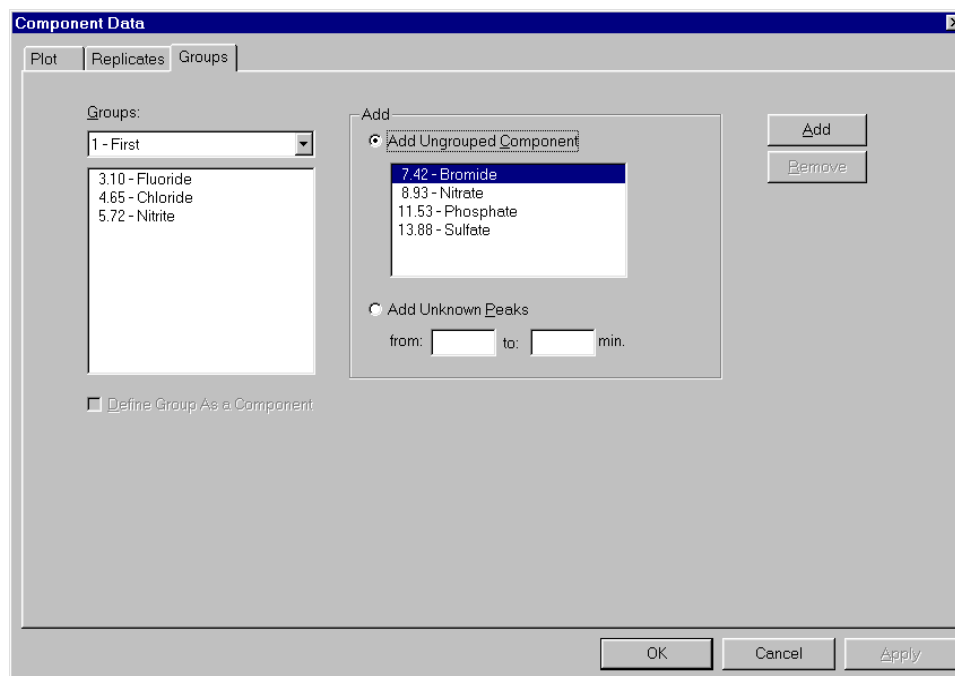 Component Data
Plot
Replicates
Groups
Groups:
1 - First
3.10 - Fluoride
4.65 - Chloride
5.72 - Nitrite
Define Group As a Component
Add
Add Ungrouped Component
7.42 - Bromide
8.93 - Nitrate
11.53 - Phosphate
13.88 - Sulfate
Add Unknown Peaks
from: to: min.
Add
Remove
OK
Cancel
Apply